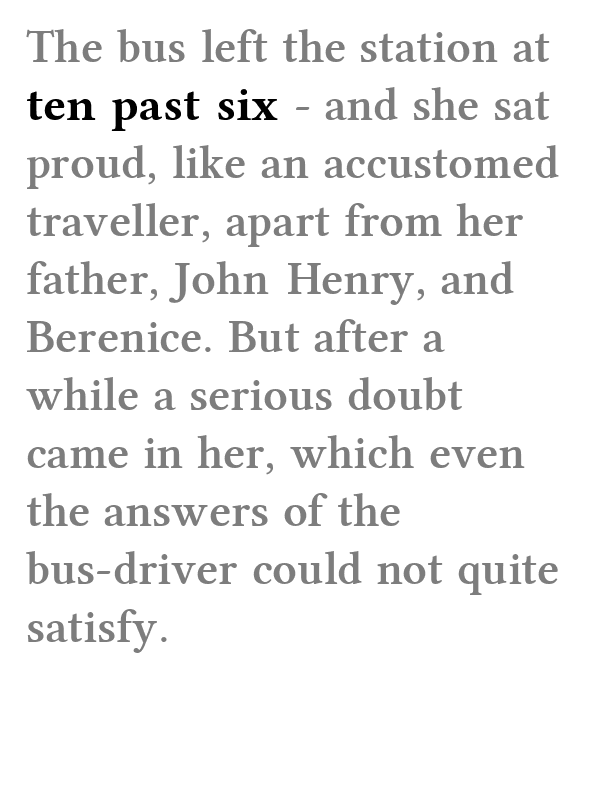 The bus left the station at
ten past six - and she sat
proud, like an accustomed
traveller, apart from her
father, John Henry, and
Berenice. But after a
while a serious doubt
came in her, which even
the answers of the
bus-driver could not quite
satisfy.